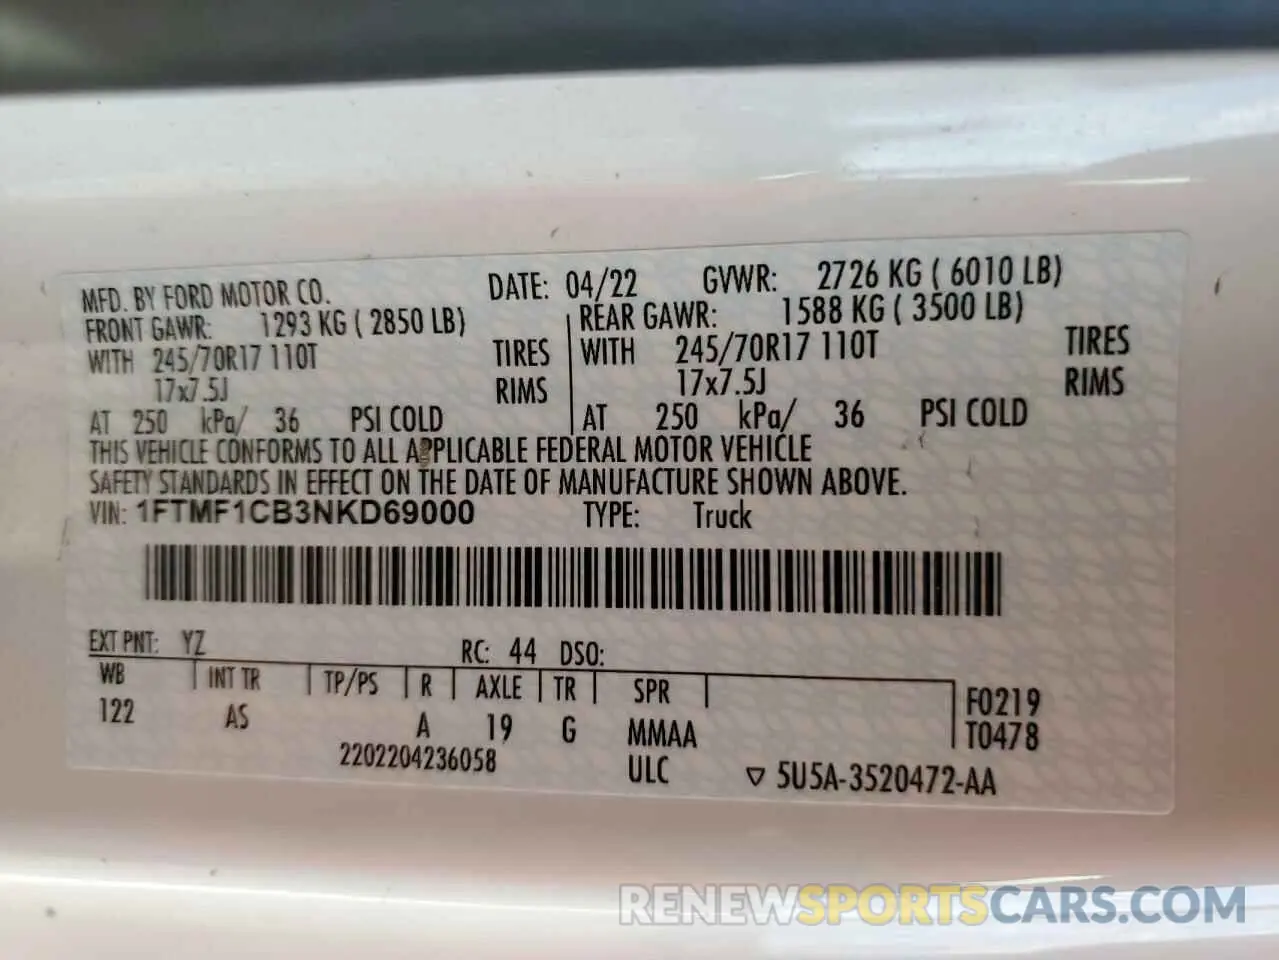 MFD. BY FORD MOTOR CO. DATE: 04/22 GVWR: 2726 KG ( 6010 LB)
FRONT GAWR: 1293 KG ( 2850 LB) REAR GAWR: 1588 KG ( 3500 LB)
WITH 245/70R17 110T TIRES WITH 245/70R17 110T TIRES
17x7.5J RIMS 17x7.5J RIMS
AT 250 kPa/ 36 PSI COLD AT 250 kPa/ 36 PSI COLD
THIS VEHICLE CONFORMS TO ALL APPLICABLE FEDERAL MOTOR VEHICLE
SAFETY STANDARDS IN EFFECT ON THE DATE OF MANUFACTURE SHOWN ABOVE.
VIN: 1FTMF1CB3NKD69000 TYPE: Truck
EXT PNT: YZ RC: 44 DSO:
WB INT TR TP/PS R AXLE TR SPR F0219
122 AS A 19 G MMAA T0478
2202204236058 ULC ▽ 5U5A-3520472-AA
RENEWSPORTSCARS.COM